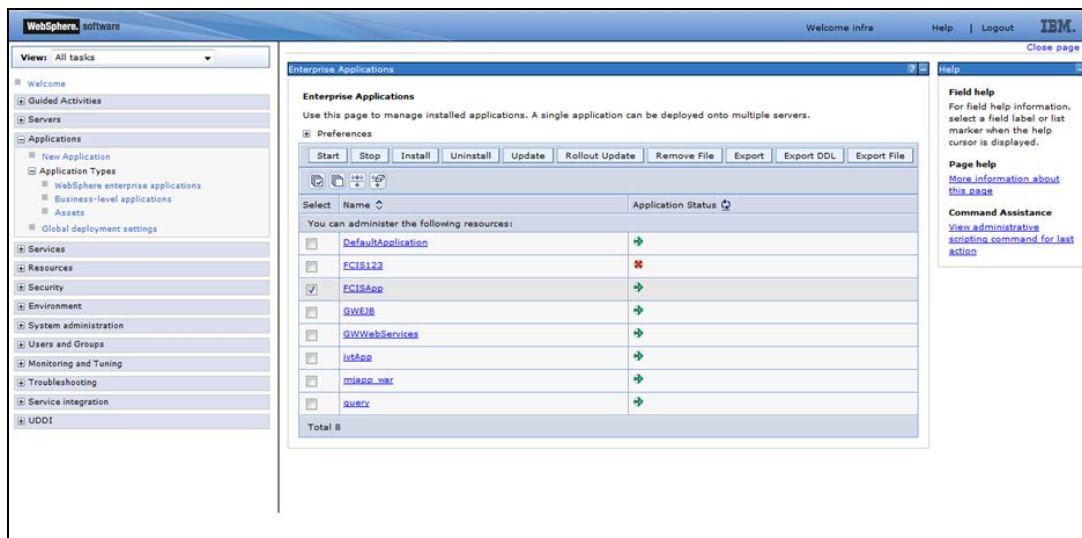 WebSphere. software
Welcome infra
Help | Logout
IBM.
View: All tasks
Close page
Welcome
Guided Activities
Servers
Applications
New Application
Application Types
WebSphere enterprise applications
Business-level applications
Assets
Global deployment settings
Services
Resources
Security
Environment
System administration
Users and Groups
Monitoring and Tuning
Troubleshooting
Service integration
UDDI
Enterprise Applications
Enterprise Applications
Use this page to manage installed applications. A single application can be deployed onto multiple servers.
Preferences
Start Stop Install Uninstall Update Rollout Update Remove File Export Export DDL Export File
Select Name Application Status
You can administer the following resources:
DefaultApplication
FCIS123
FCISApp
GWEJB
GWWebServices
ivtApp
mjapp_war
query
Total 8
Help
Field help
For field help information,
select a field label or list
marker when the help
cursor is displayed.
Page help
More information about
this page
Command Assistance
View administrative
scripting command for last
action